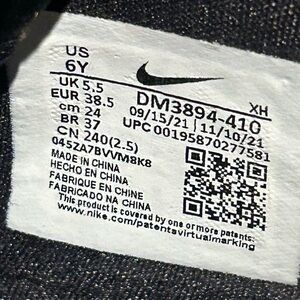 US
6Y
UK 5.5
EUR 38.5
cm 24
BR 37
CN 240(2.5)
XH
DM3894-410
09/15/21 | 11/10/21
UPC 00195870277581
045ZA7BVVM8K8
MADE IN CHINA
HECHO EN CHINA
FABRIQUE EN CHINE
FABRICADO NA CHINA
This product is covered by one or more patents.
www.nike.com/patentsvirtualmarking